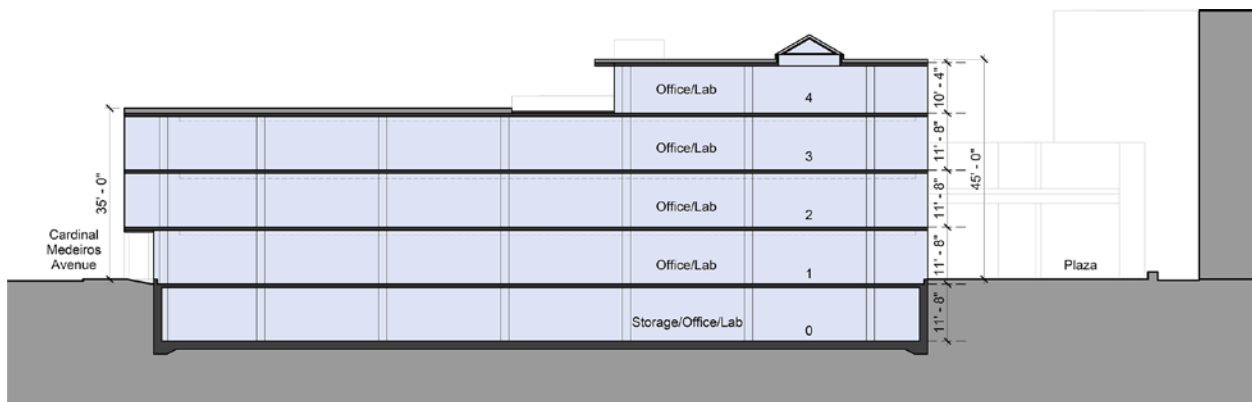 Office/Lab
4
10' - 4"
Office/Lab
3
11' - 8"
45' - 0"
35' - 0"
Office/Lab
2
11' - 8"
Cardinal
Medeiros
Avenue
Office/Lab
1
11' - 8"
Plaza
Storage/Office/Lab
0
11' - 8"